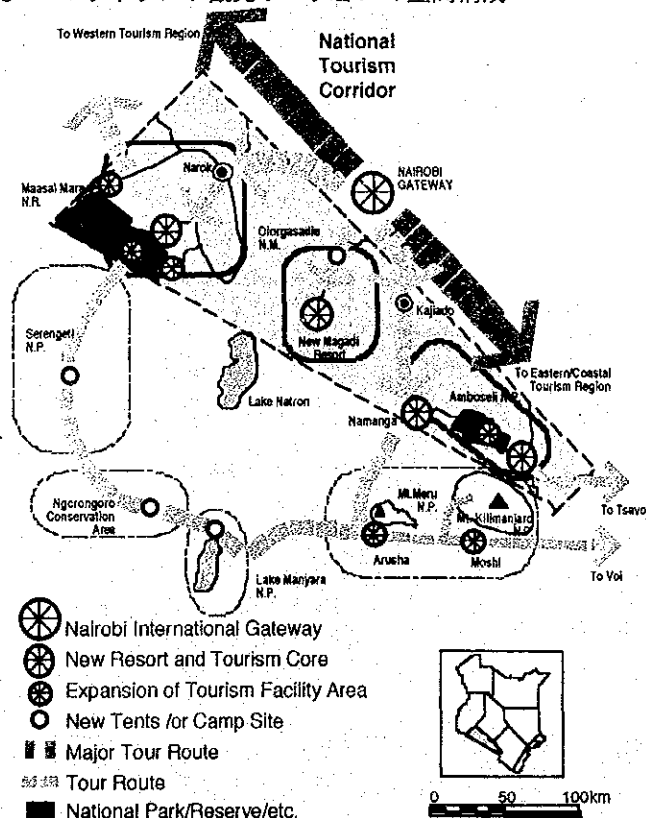 To Western Tourism Region
National
Tourism
Corridor
NAIROBI
GATEWAY
Narok
Maasai Mara
N.R.
Olorgasailie
N.M.
Kajiado
New Magadi
Resort
Serengeti
N.P.
Lake Natron
To Eastern/Coastal
Tourism Region
Amboseli N.P.
Namanga
Ngorongoro
Conservation
Area
Mt.Meru
N.P.
Mt. Kilimanjaro
N.P.
To Tsavo
Arusha
Moshi
To Voi
Lake Manyara
N.P.
Nairobi International Gateway
New Resort and Tourism Core
Expansion of Tourism Facility Area
New Tents /or Camp Site
Major Tour Route
Tour Route
National Park/Reserve/etc.
0 50 100km